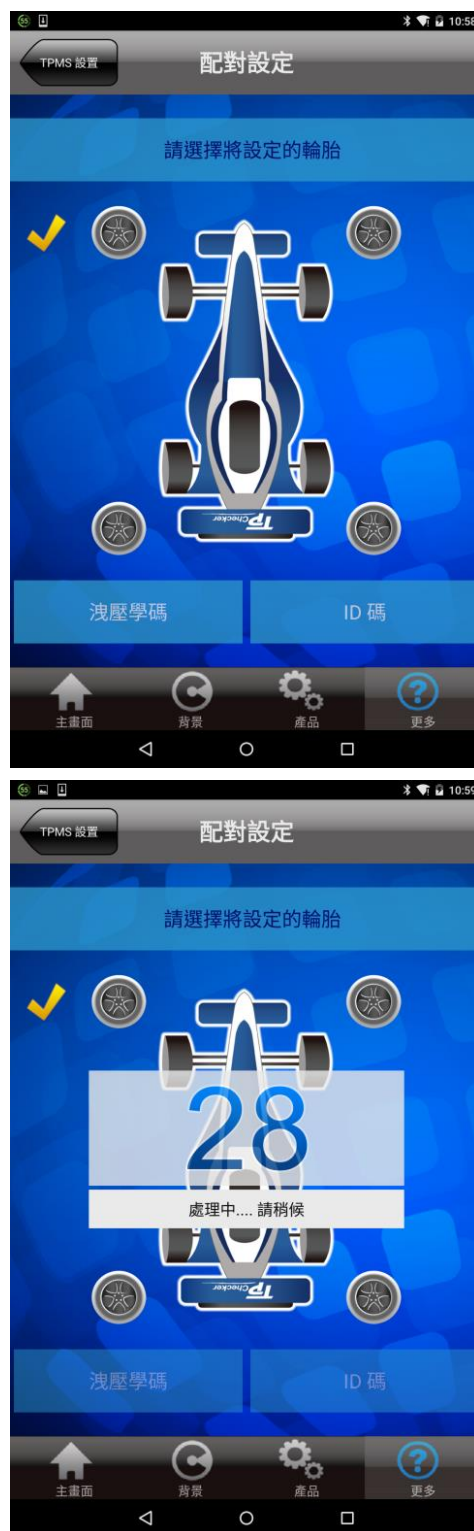 55
10:58
TPMS 設置
配對設定
請選擇將設定的輪胎
TP Checker
洩壓學碼
ID 碼
主畫面
背景
產品
更多
55
10:59
TPMS 設置
配對設定
請選擇將設定的輪胎
28
處理中.... 請稍候
TP Checker
洩壓學碼
ID 碼
主畫面
背景
產品
更多